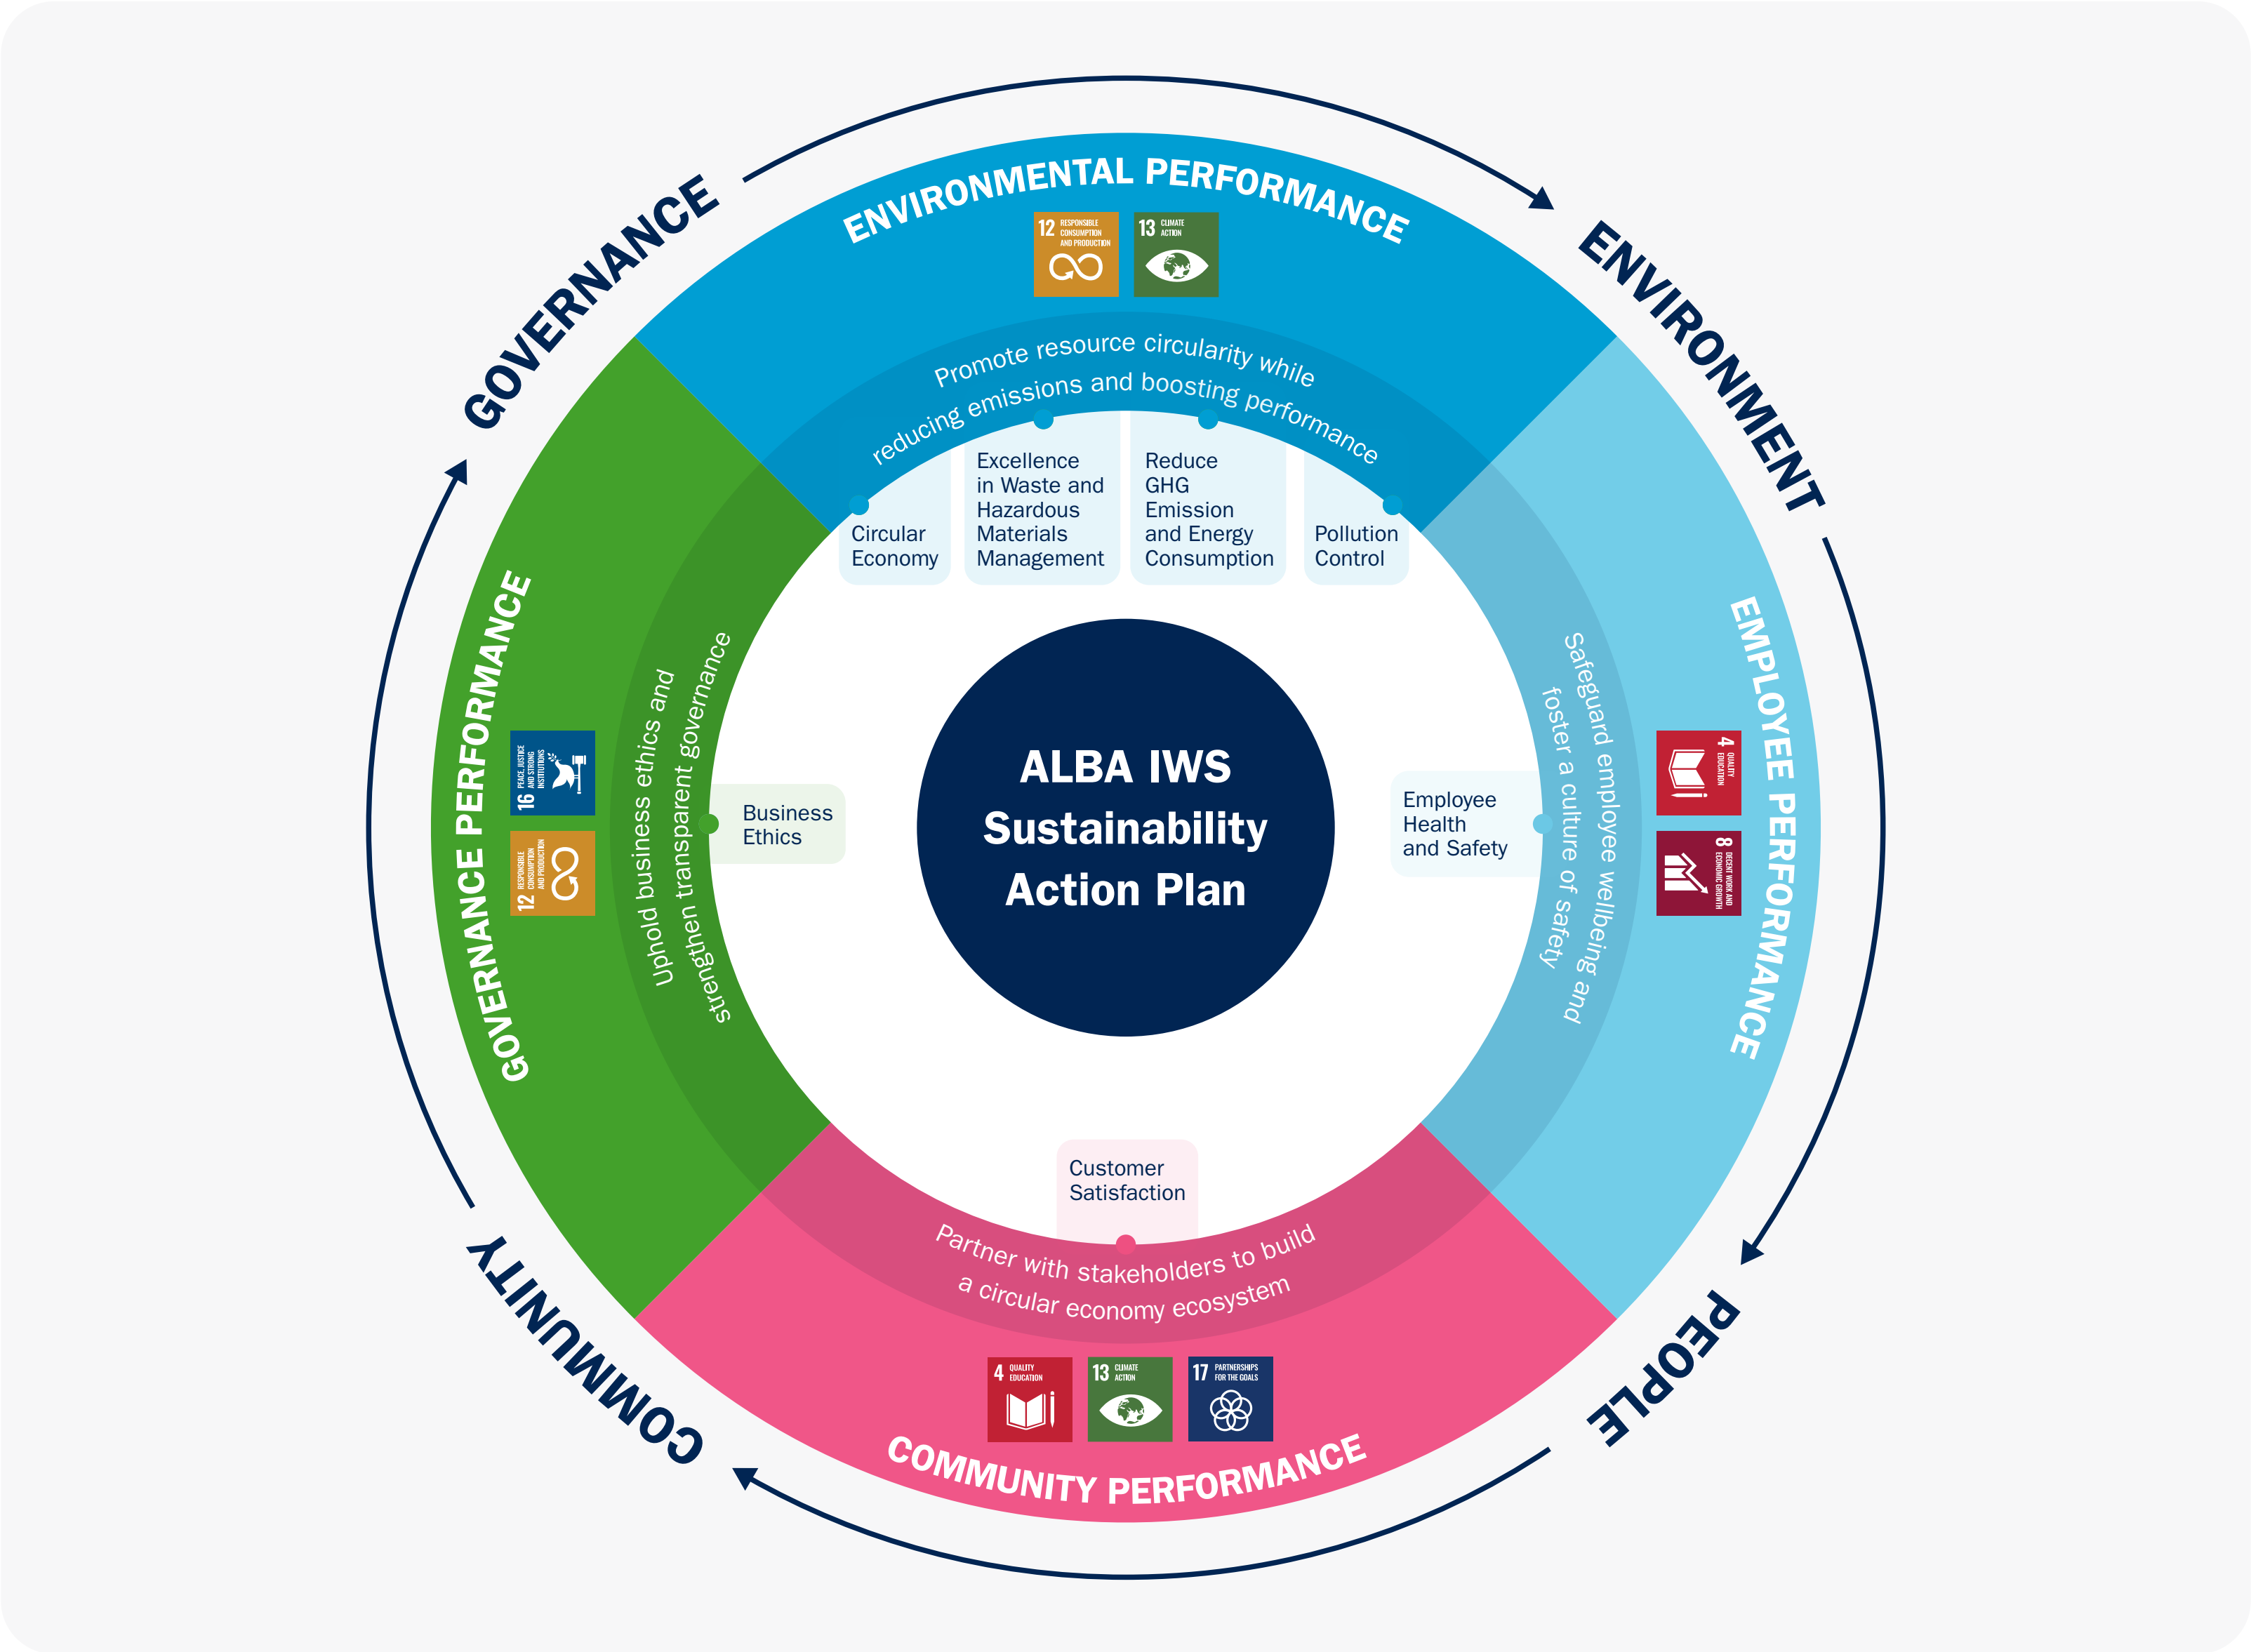 GOVERNANCE
ENVIRONMENT
PEOPLE
COMMUNITY
ENVIRONMENTAL PERFORMANCE
12 RESPONSIBLE
CONSUMPTION
AND PRODUCTION
13 CLIMATE
ACTION
Promote resource circularity while
reducing emissions and boosting performance
Circular
Economy
Excellence
in Waste and
Hazardous
Materials
Management
Reduce
GHG
Emission
and Energy
Consumption
Pollution
Control
EMPLOYEE PERFORMANCE
4 QUALITY
EDUCATION
8 DECENT WORK AND
ECONOMIC GROWTH
Safeguard employee wellbeing and
foster a culture of safety
Employee
Health
and Safety
ALBA IWS
Sustainability
Action Plan
GOVERNANCE PERFORMANCE
16 PEACE, JUSTICE
AND STRONG
INSTITUTIONS
12 RESPONSIBLE
CONSUMPTION
AND PRODUCTION
Uphold business ethics and
strengthen transparent governance
Business
Ethics
Customer
Satisfaction
Partner with stakeholders to build
a circular economy ecosystem
4 QUALITY
EDUCATION
13 CLIMATE
ACTION
17 PARTNERSHIPS
FOR THE GOALS
COMMUNITY PERFORMANCE